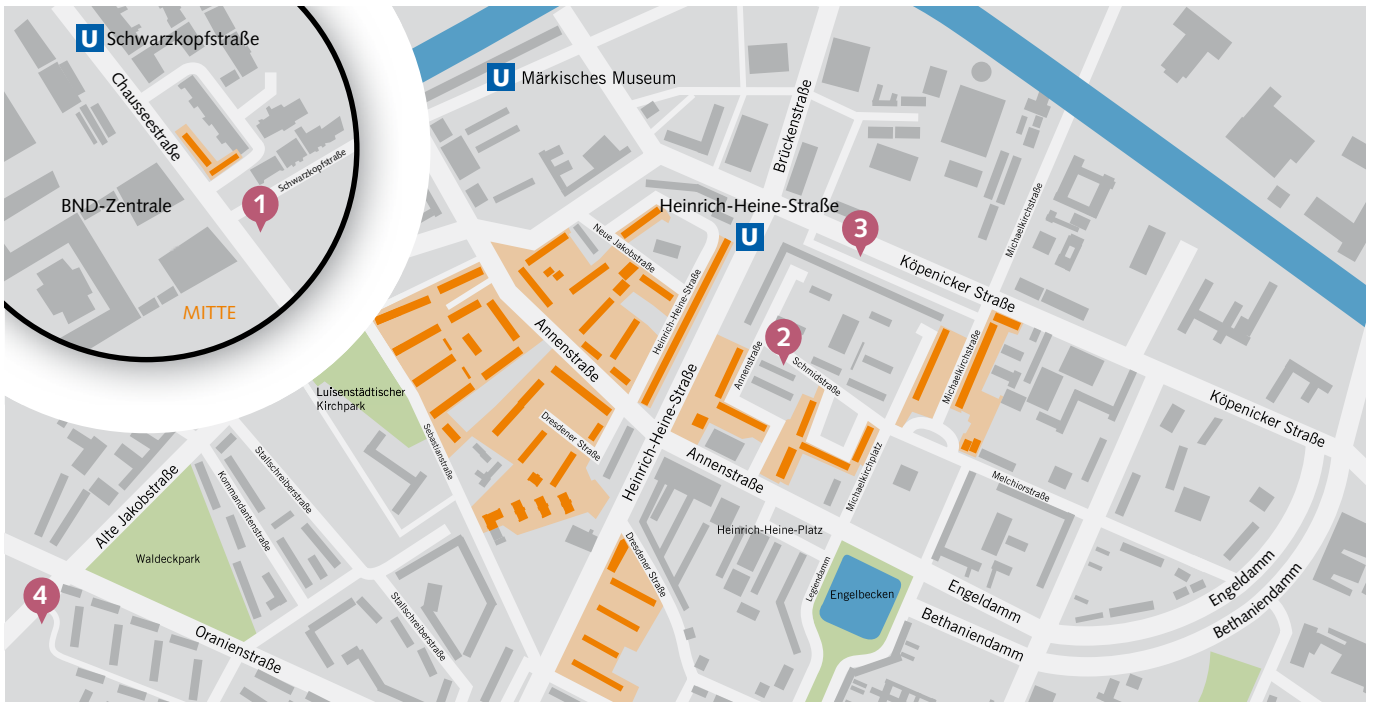 U Schwarzkopfstraße
Chausseestraße
Schwarzkopfstraße
BND-Zentrale
1
MITTE
U Märkisches Museum
Brückenstraße
Heinrich-Heine-Straße
U
3
Neue Jakobstraße
Heinrich-Heine-Straße
Michaelkirchstraße
Köpenicker Straße
Annenstraße
2
Annenstraße
Schmidstraße
Michaelkirchstraße
Luisenstädtischer
Kirchpark
Heinrich-Heine-Straße
Köpenicker Straße
Dresdener Straße
Sebastianstraße
Annenstraße
Michaelkirchplatz
Melchiorstraße
Alte Jakobstraße
Stallschreiberstraße
Kommandantenstraße
Heinrich-Heine-Platz
Waldeckpark
Dresdener Straße
Legiendamm
Engelbecken
Engeldamm
Bethaniendamm
Engeldamm
Bethaniendamm
4
Stallschreiberstraße
Oranienstraße